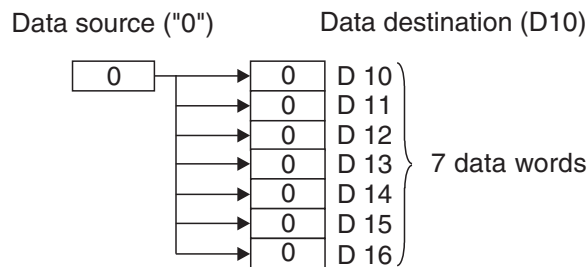 Data source ("0") Data destination (D10)
0 0 D 10
0 D 11
0 D 12
0 D 13 7 data words
0 D 14
0 D 15
0 D 16